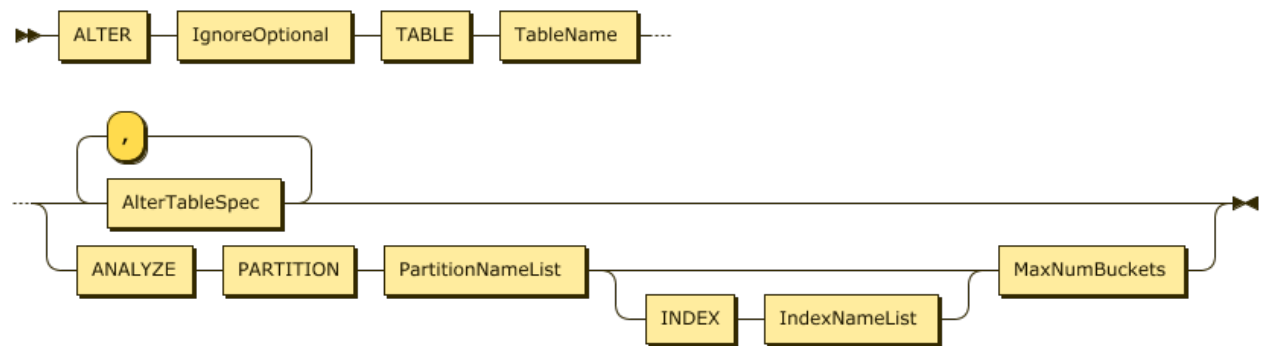 ALTER IgnoreOptional TABLE TableName
,
AlterTableSpec
ANALYZE PARTITION PartitionNameList MaxNumBuckets
INDEX IndexNameList